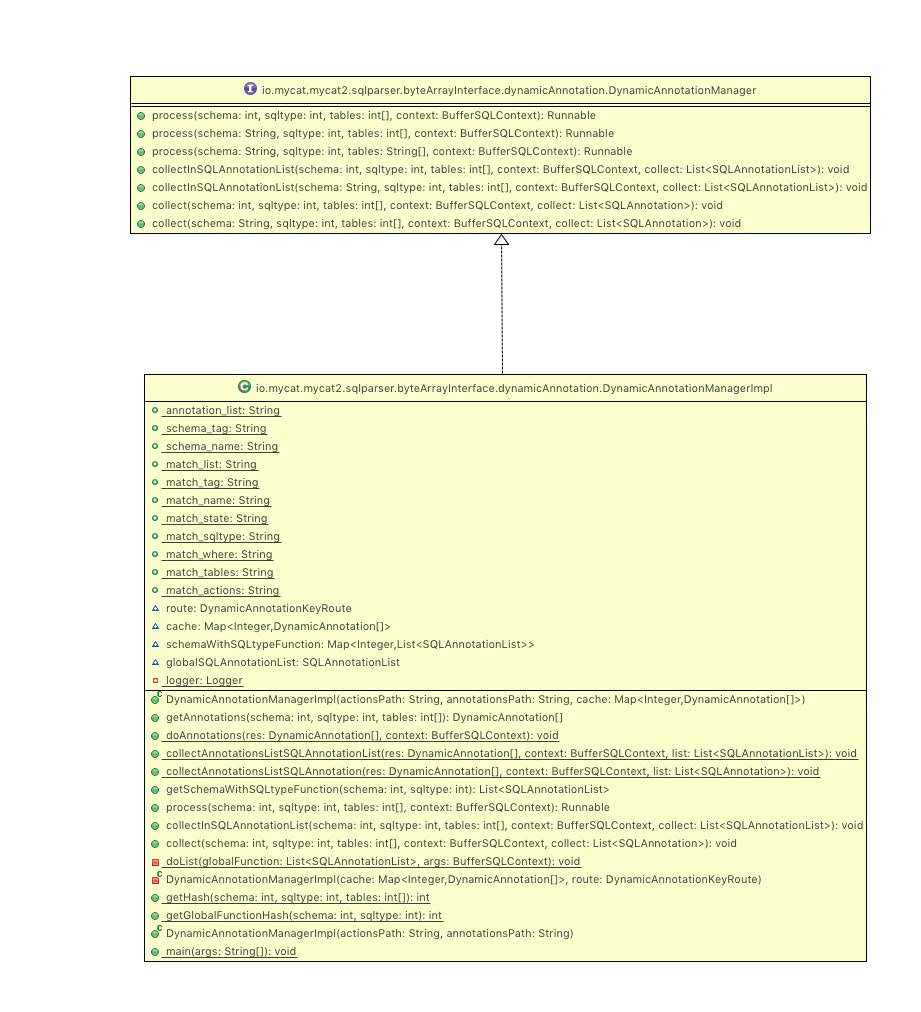 I io.mycat.mycat2.sqlparser.byteArrayInterface.dynamicAnnotation.DynamicAnnotationManager
process(schema: int, sqltype: int, tables: int[], context: BufferSQLContext): Runnable
process(schema: String, sqltype: int, tables: int[], context: BufferSQLContext): Runnable
process(schema: String, sqltype: int, tables: String[], context: BufferSQLContext): Runnable
collectInSQLAnnotationList(schema: int, sqltype: int, tables: int[], context: BufferSQLContext, collect: List<SQLAnnotationList>): void
collectInSQLAnnotationList(schema: String, sqltype: int, tables: int[], context: BufferSQLContext, collect: List<SQLAnnotationList>): void
collect(schema: int, sqltype: int, tables: int[], context: BufferSQLContext, collect: List<SQLAnnotation>): void
collect(schema: String, sqltype: int, tables: int[], context: BufferSQLContext, collect: List<SQLAnnotation>): void
C io.mycat.mycat2.sqlparser.byteArrayInterface.dynamicAnnotation.DynamicAnnotationManagerImpl
annotation_list: String
schema_tag: String
schema_name: String
match_list: String
match_tag: String
match_name: String
match_state: String
match_sqltype: String
match_where: String
match_tables: String
match_actions: String
route: DynamicAnnotationKeyRoute
cache: Map<Integer,DynamicAnnotation[]>
schemaWithSQLtypeFunction: Map<Integer,List<SQLAnnotationList>>
globalSQLAnnotationList: SQLAnnotationList
logger: Logger
C DynamicAnnotationManagerImpl(actionsPath: String, annotationsPath: String, cache: Map<Integer,DynamicAnnotation[]>)
getAnnotations(schema: int, sqltype: int, tables: int[]): DynamicAnnotation[]
doAnnotations(res: DynamicAnnotation[], context: BufferSQLContext): void
collectAnnotationsListSQLAnnotationList(res: DynamicAnnotation[], context: BufferSQLContext, list: List<SQLAnnotationList>): void
collectAnnotationsListSQLAnnotation(res: DynamicAnnotation[], context: BufferSQLContext, list: List<SQLAnnotation>): void
getSchemaWithSQLtypeFunction(schema: int, sqltype: int): List<SQLAnnotationList>
process(schema: int, sqltype: int, tables: int[], context: BufferSQLContext): Runnable
collectInSQLAnnotationList(schema: int, sqltype: int, tables: int[], context: BufferSQLContext, collect: List<SQLAnnotationList>): void
collect(schema: int, sqltype: int, tables: int[], context: BufferSQLContext, collect: List<SQLAnnotation>): void
doList(globalFunction: List<SQLAnnotationList>, args: BufferSQLContext): void
C DynamicAnnotationManagerImpl(cache: Map<Integer,DynamicAnnotation[]>, route: DynamicAnnotationKeyRoute)
getHash(schema: int, sqltype: int, tables: int[]): int
getGlobalFunctionHash(schema: int, sqltype: int): int
C DynamicAnnotationManagerImpl(actionsPath: String, annotationsPath: String)
main(args: String[]): void